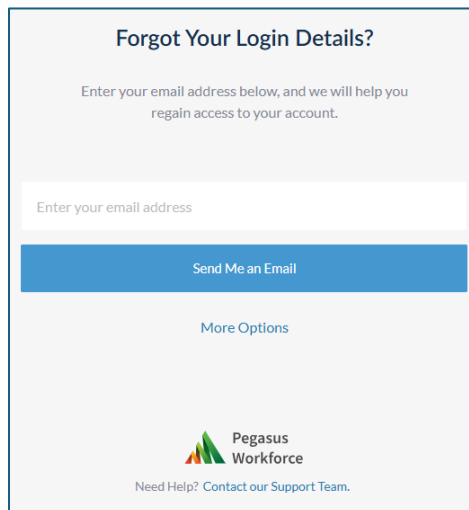 Forgot Your Login Details?
Enter your email address below, and we will help you
regain access to your account.
Enter your email address
Send Me an Email
More Options
Pegasus
Workforce
Need Help? Contact our Support Team.